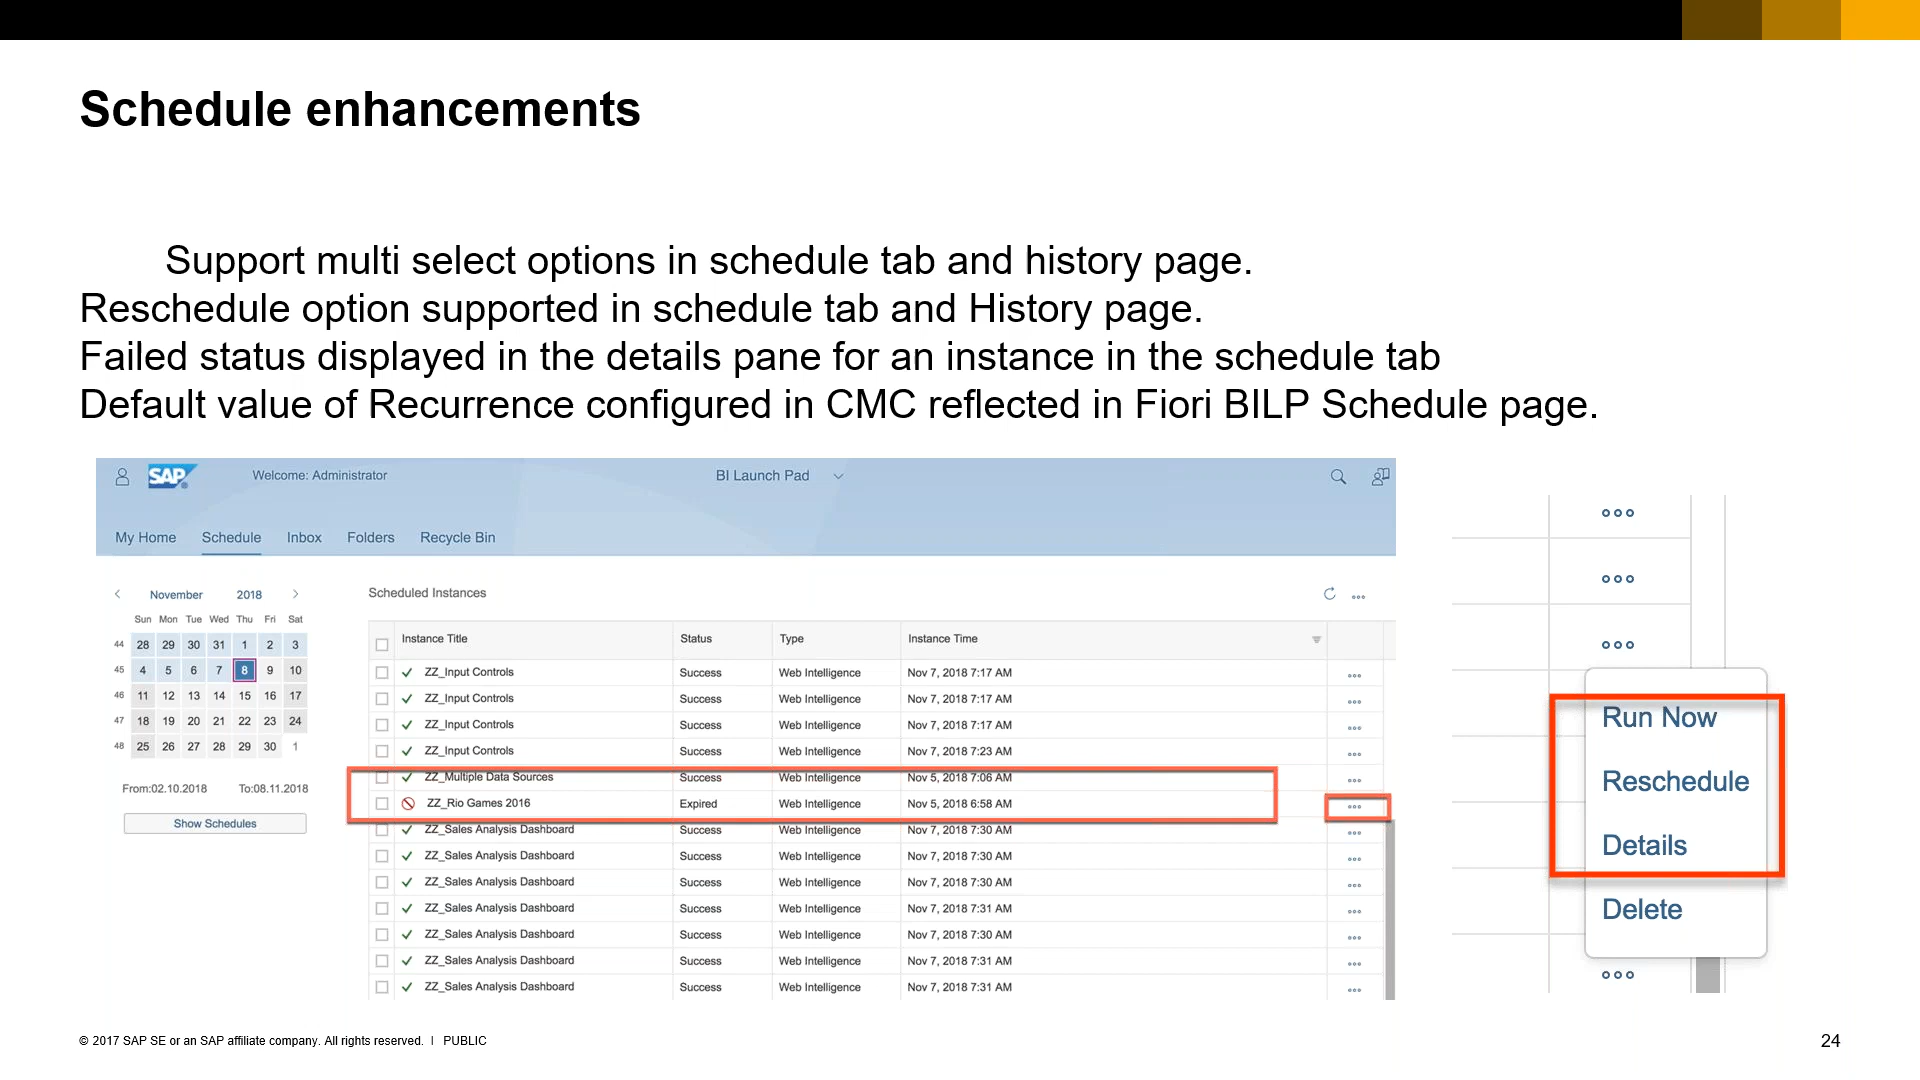 Schedule enhancements
Support multi select options in schedule tab and history page.
Reschedule option supported in schedule tab and History page.
Failed status displayed in the details pane for an instance in the schedule tab
Default value of Recurrence configured in CMC reflected in Fiori BILP Schedule page.
SAP Welcome: Administrator BI Launch Pad
My Home Schedule Inbox Folders Recycle Bin
November 2018
Sun Mon Tue Wed Thu Fri Sat
44 28 29 30 31 1 2 3
45 4 5 6 7 8 9 10
46 11 12 13 14 15 16 17
47 18 19 20 21 22 23 24
48 25 26 27 28 29 30 1
From:02.10.2018 To:08.11.2018
Show Schedules
Scheduled Instances
Instance Title Status Type Instance Time
ZZ_Input Controls Success Web Intelligence Nov 7, 2018 7:17 AM
ZZ_Input Controls Success Web Intelligence Nov 7, 2018 7:17 AM
ZZ_Input Controls Success Web Intelligence Nov 7, 2018 7:17 AM
ZZ_Input Controls Success Web Intelligence Nov 7, 2018 7:23 AM
ZZ_Multiple Data Sources Success Web Intelligence Nov 5, 2018 7:06 AM
ZZ_Rio Games 2016 Expired Web Intelligence Nov 5, 2018 6:58 AM
ZZ_Sales Analysis Dashboard Success Web Intelligence Nov 7, 2018 7:30 AM
ZZ_Sales Analysis Dashboard Success Web Intelligence Nov 7, 2018 7:30 AM
ZZ_Sales Analysis Dashboard Success Web Intelligence Nov 7, 2018 7:30 AM
ZZ_Sales Analysis Dashboard Success Web Intelligence Nov 7, 2018 7:31 AM
ZZ_Sales Analysis Dashboard Success Web Intelligence Nov 7, 2018 7:30 AM
ZZ_Sales Analysis Dashboard Success Web Intelligence Nov 7, 2018 7:31 AM
ZZ_Sales Analysis Dashboard Success Web Intelligence Nov 7, 2018 7:31 AM
Run Now
Reschedule
Details
Delete
© 2017 SAP SE or an SAP affiliate company. All rights reserved. | PUBLIC
24